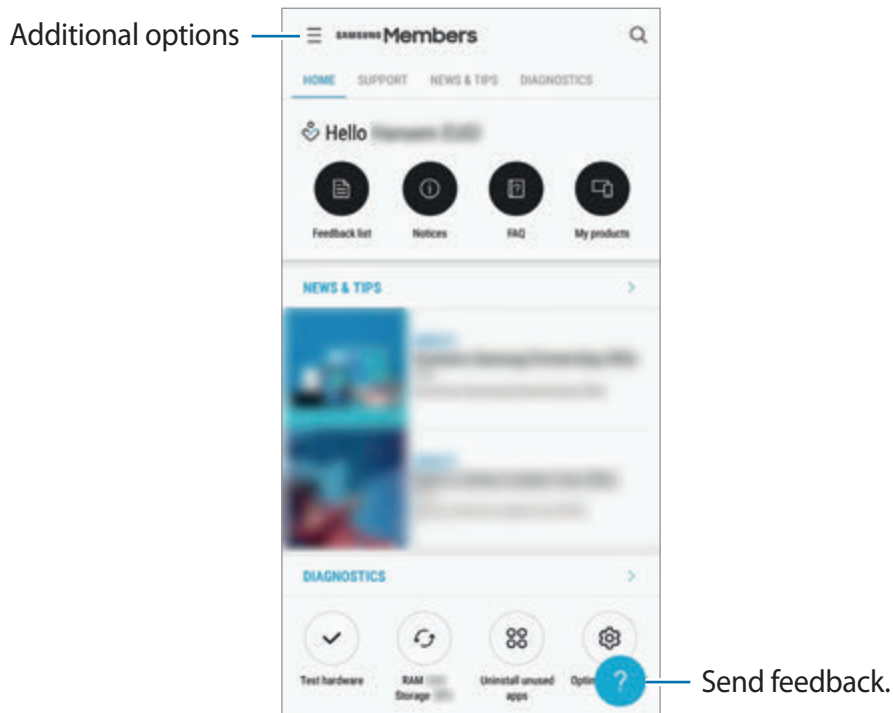 Additional options
SAMSUNG Members
HOME SUPPORT NEWS & TIPS DIAGNOSTICS
Hello
Feedback list Notices FAQ My products
NEWS & TIPS
DIAGNOSTICS
Test hardware RAM Uninstall unused
Storage apps
?
Send feedback.